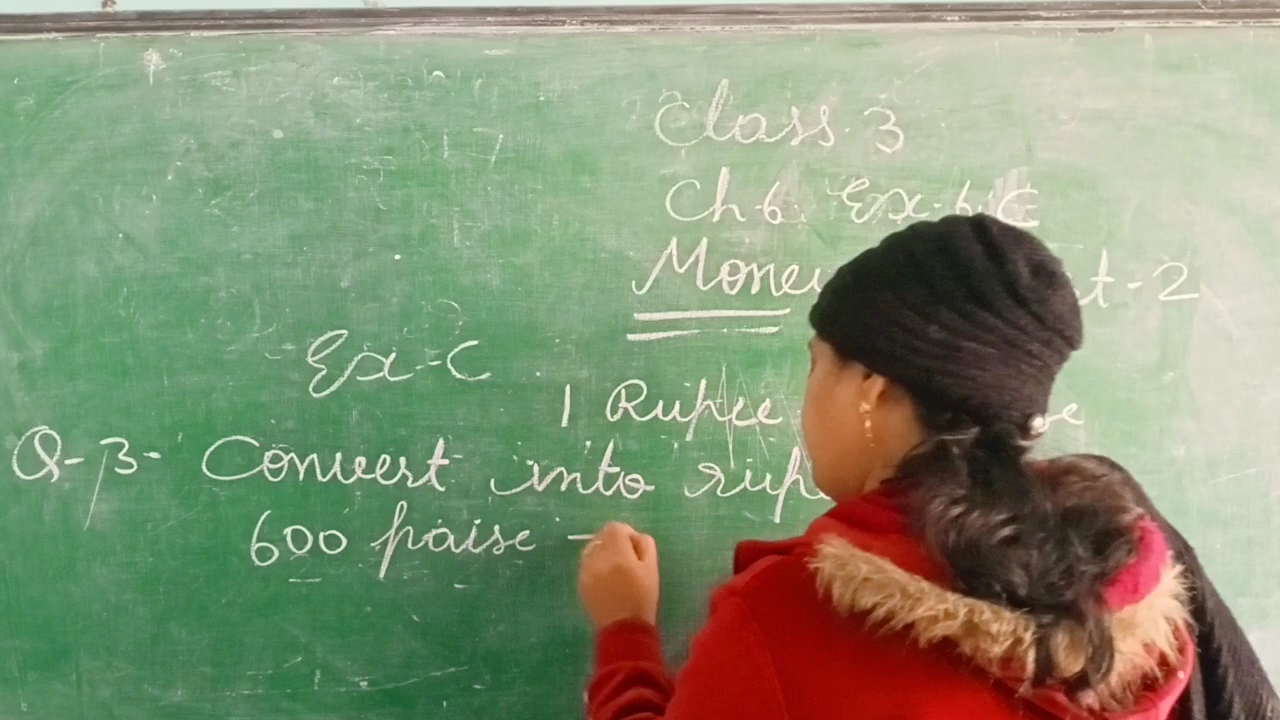 Class 3
Ch-6 Ex-6.C
Money
Ex-C
1 Rupee
Q-3- Convert into
600 paise -